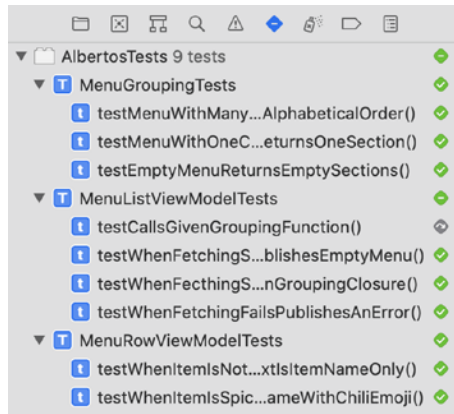 AlbertosTests 9 tests
T MenuGroupingTests
t testMenuWithMany...AlphabeticalOrder()
t testMenuWithOneC...eturnsOneSection()
t testEmptyMenuReturnsEmptySections()
T MenuListViewModelTests
t testCallsGivenGroupingFunction()
t testWhenFetchingS...blishesEmptyMenu()
t testWhenFecthingS...nGroupingClosure()
t testWhenFetchingFailsPublishesAnError()
T MenuRowViewModelTests
t testWhenItemIsNot...xtIsItemNameOnly()
t testWhenItemIsSpic...ameWithChiliEmoji()